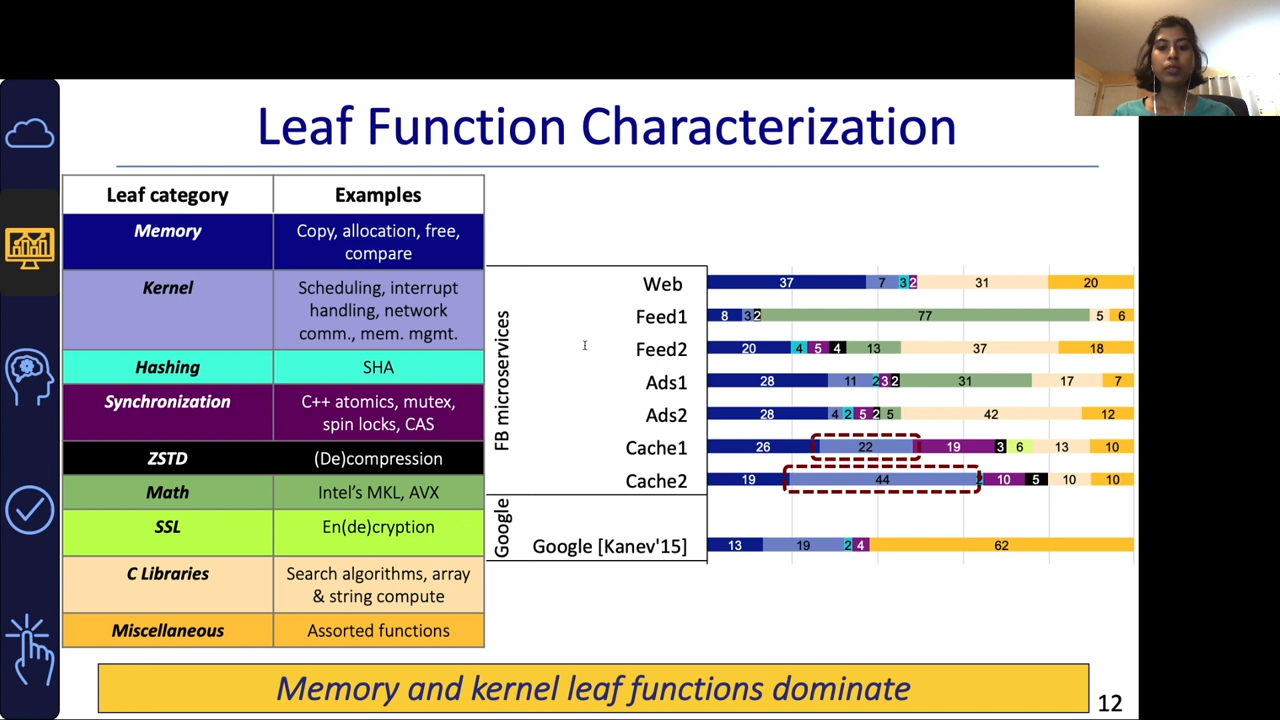 Leaf Function Characterization
Leaf category Examples
Memory Copy, allocation, free,
compare
Kernel Scheduling, interrupt
handling, network
comm., mem. mgmt.
Hashing SHA
Synchronization C++ atomics, mutex,
spin locks, CAS
ZSTD (De)compression
Math Intel's MKL, AVX
SSL En(de)cryption
C Libraries Search algorithms, array
& string compute
Miscellaneous Assorted functions
FB microservices
Web 37 7 3 2 31 20
Feed1 8 3 2 77 5 6
Feed2 20 4 5 4 13 37 18
Ads1 28 11 2 3 2 31 17 7
Ads2 28 4 2 5 2 5 42 12
Cache1 26 22 19 3 6 13 10
Cache2 19 44 2 10 5 10 10
Google
Google [Kanev'15] 13 19 2 4 62
Memory and kernel leaf functions dominate
12